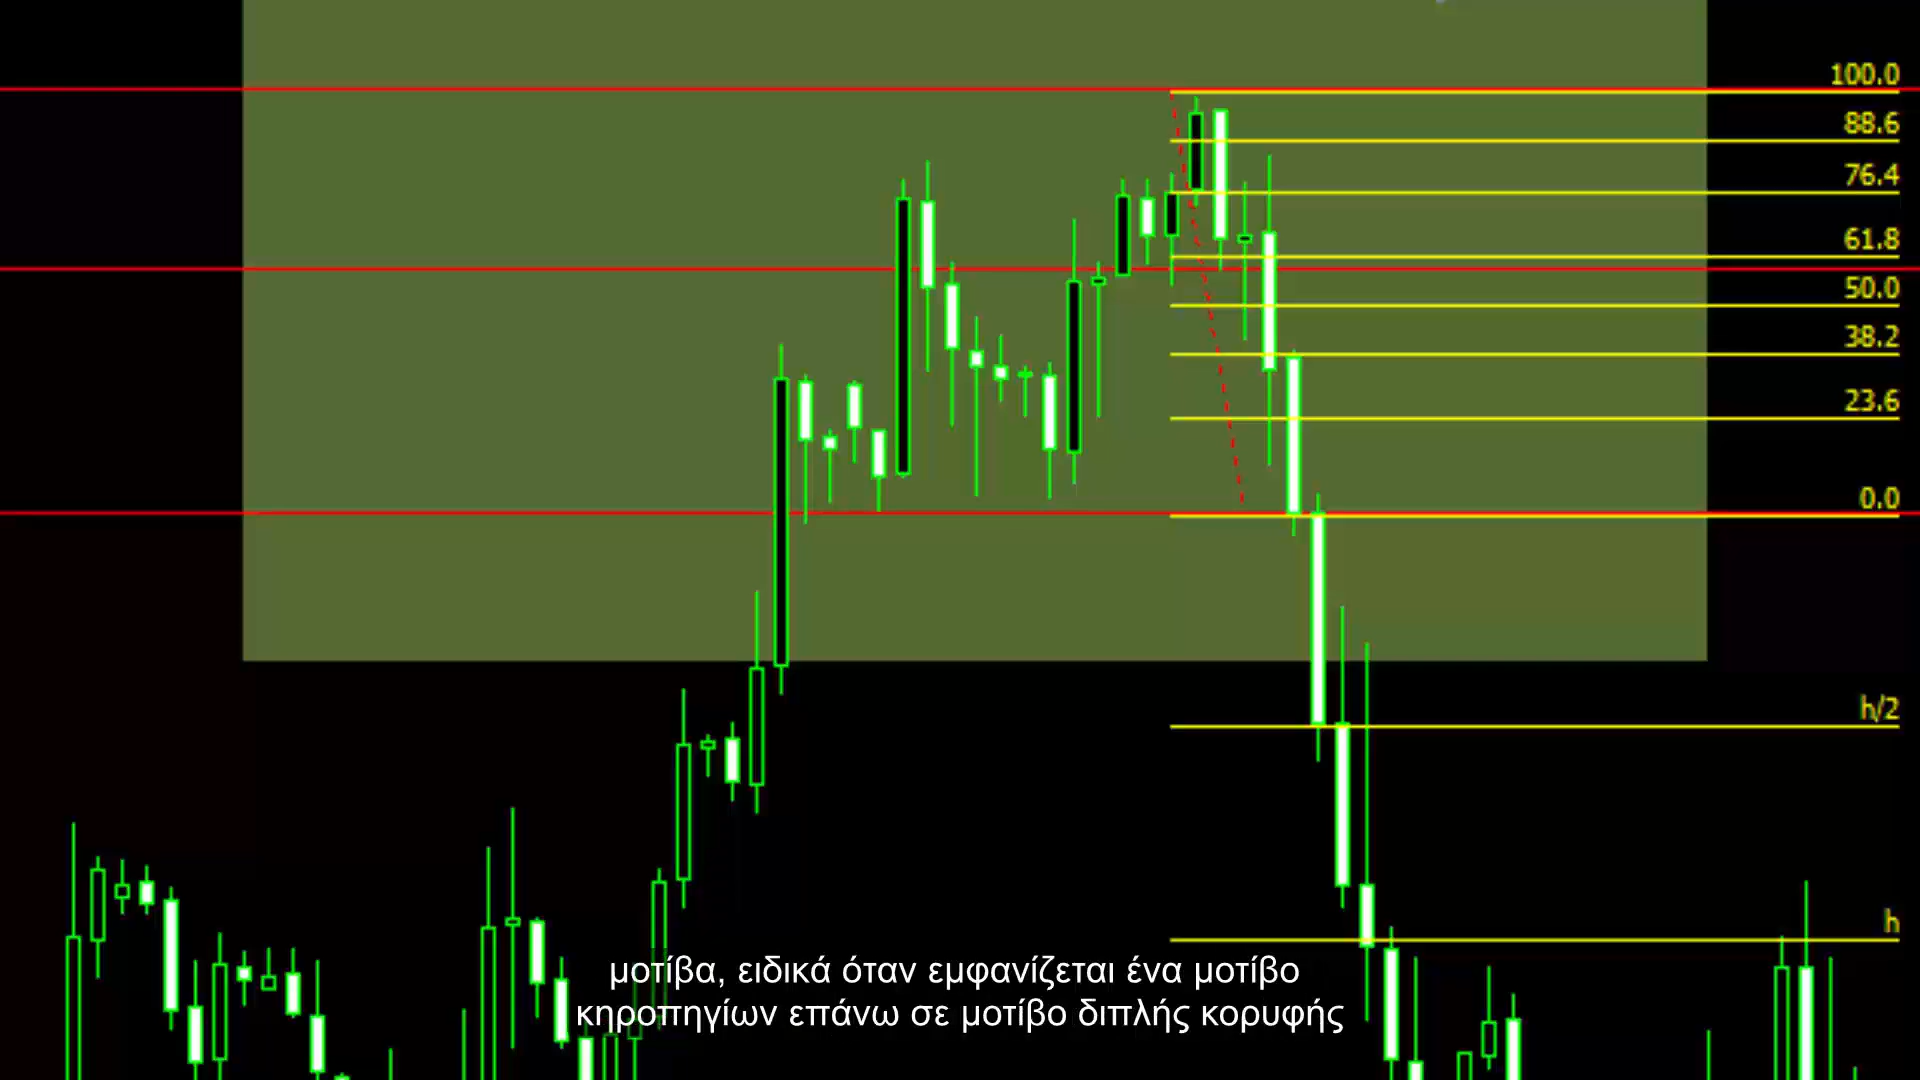 100.0
88.6
76.4
61.8
50.0
38.2
23.6
0.0
h/2
h
μοτίβα, ειδικά όταν εμφανίζεται ένα μοτίβο
κηροπηγίων επάνω σε μοτίβο διπλής κορυφής